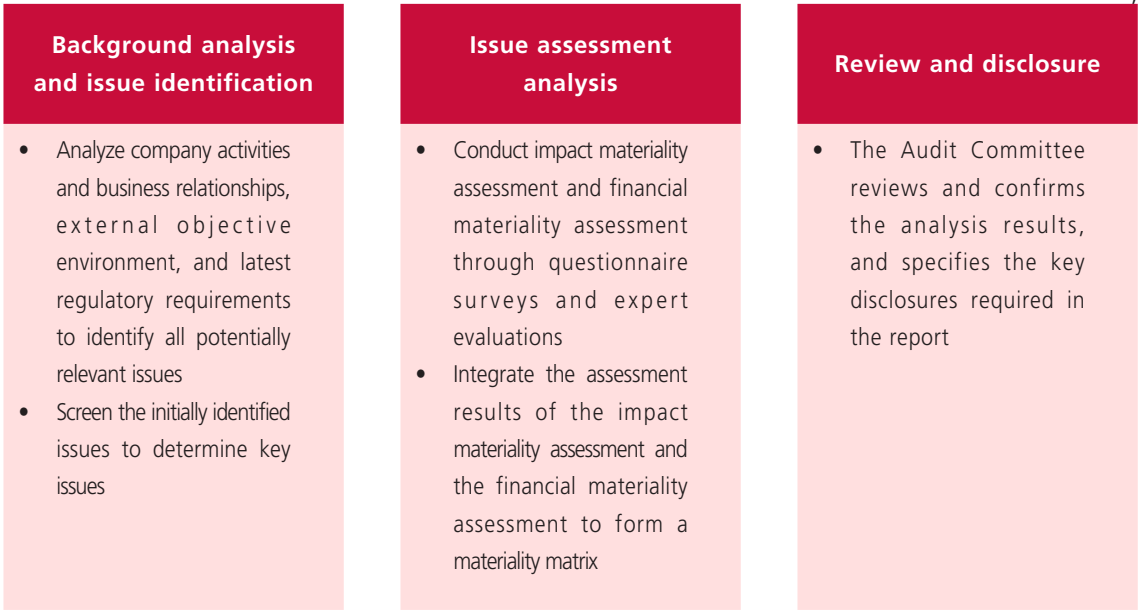 Background analysis
and issue identification
• Analyze company activities
and business relationships,
external objective
environment, and latest
regulatory requirements
to identify all potentially
relevant issues
• Screen the initially identified
issues to determine key
issues
Issue assessment
analysis
• Conduct impact materiality
assessment and financial
materiality assessment
through questionnaire
surveys and expert
evaluations
• Integrate the assessment
results of the impact
materiality assessment and
the financial materiality
assessment to form a
materiality matrix
Review and disclosure
• The Audit Committee
reviews and confirms
the analysis results,
and specifies the key
disclosures required in
the report